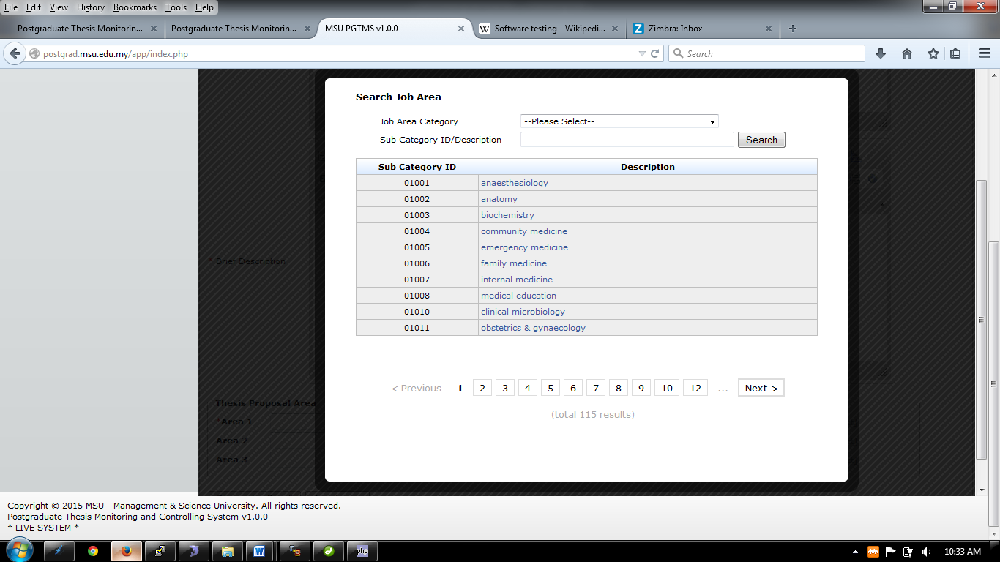 File Edit View History Bookmarks Tools Help
Postgraduate Thesis Monitorin... × Postgraduate Thesis Monitorin... × MSU PGTMS v1.0.0 × W Software testing - Wikipedi... × Z Zimbra: Inbox × +
postgrad.msu.edu.my/app/index.php Search
Search Job Area
Job Area Category --Please Select--
Sub Category ID/Description Search
Sub Category ID Description
01001 anaesthesiology
01002 anatomy
01003 biochemistry
01004 community medicine
01005 emergency medicine
* Brief Description
01006 family medicine
01007 internal medicine
01008 medical education
01010 clinical microbiology
01011 obstetrics & gynaecology
< Previous 1 2 3 4 5 6 7 8 9 10 12 ... Next >
Thesis Proposal Area
(total 115 results)
*Area 1
Area 2
Area 3
Copyright © 2015 MSU - Management & Science University. All rights reserved.
Postgraduate Thesis Monitoring and Controlling System v1.0.0
* LIVE SYSTEM *
W php 10:33 AM